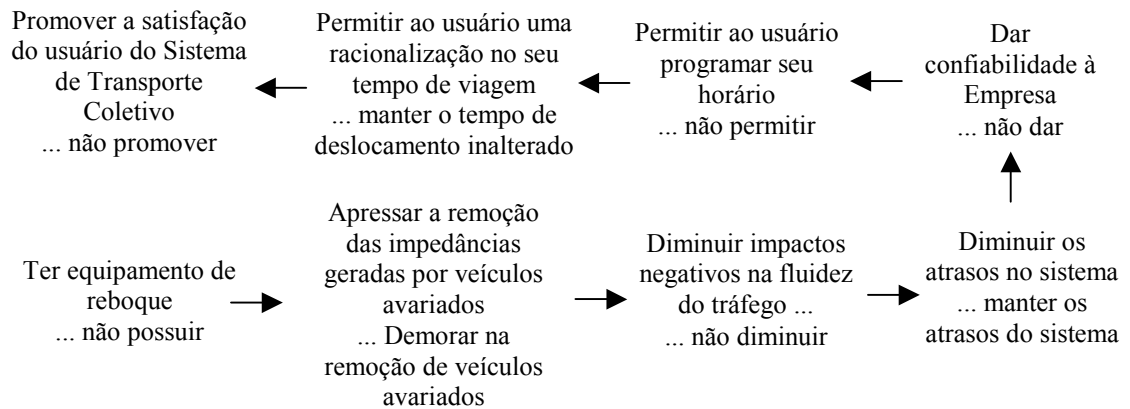 Promover a satisfação
do usuário do Sistema
de Transporte
Coletivo
... não promover
Permitir ao usuário uma
racionalização no seu
tempo de viagem
... manter o tempo de
deslocamento inalterado
Permitir ao usuário
programar seu
horário
... não permitir
Dar
confiabilidade à
Empresa
... não dar
Ter equipamento de
reboque
... não possuir
Apressar a remoção
das impedâncias
geradas por veículos
avariados
... Demorar na
remoção de veículos
avariados
Diminuir impactos
negativos na fluidez
do tráfego ...
... não diminuir
Diminuir os
atrasos no sistema
... manter os
atrasos do sistema